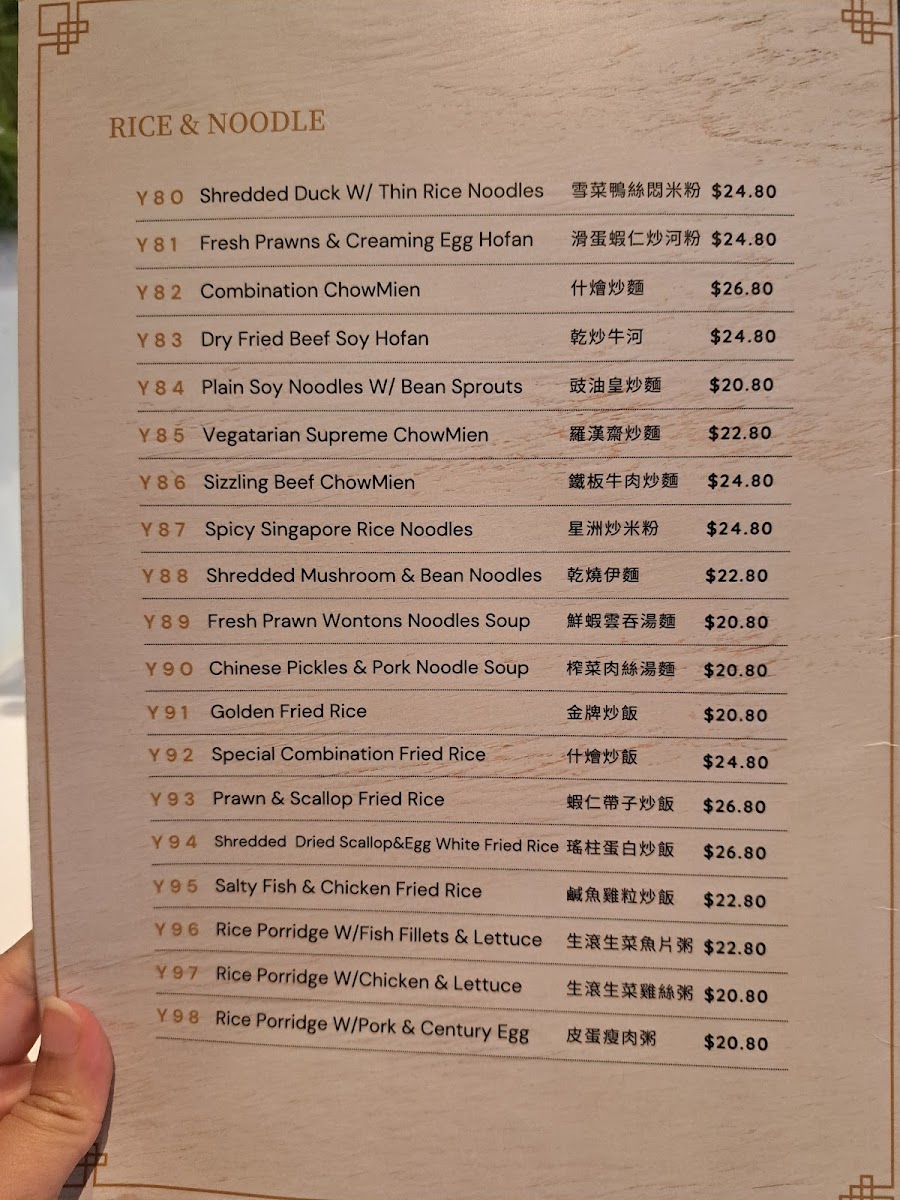 RICE & NOODLE
Y80 Shredded Duck W/ Thin Rice Noodles 雪菜鴨絲悶米粉 $24.80
Y81 Fresh Prawns & Creaming Egg Hofan 滑蛋蝦仁炒河粉 $24.80
Y82 Combination ChowMien 什燴炒麵 $26.80
Y83 Dry Fried Beef Soy Hofan 乾炒牛河 $24.80
Y84 Plain Soy Noodles W/ Bean Sprouts 豉油皇炒麵 $20.80
Y85 Vegatarian Supreme ChowMien 羅漢齋炒麵 $22.80
Y86 Sizzling Beef ChowMien 鐵板牛肉炒麵 $24.80
Y87 Spicy Singapore Rice Noodles 星洲炒米粉 $24.80
Y88 Shredded Mushroom & Bean Noodles 乾燒伊麵 $22.80
Y89 Fresh Prawn Wontons Noodles Soup 鮮蝦雲吞湯麵 $20.80
Y90 Chinese Pickles & Pork Noodle Soup 榨菜肉絲湯麵 $20.80
Y91 Golden Fried Rice 金牌炒飯 $20.80
Y92 Special Combination Fried Rice 什燴炒飯 $24.80
Y93 Prawn & Scallop Fried Rice 蝦仁帶子炒飯 $26.80
Y94 Shredded Dried Scallop&Egg White Fried Rice 瑤柱蛋白炒飯 $26.80
Y95 Salty Fish & Chicken Fried Rice 鹹魚雞粒炒飯 $22.80
Y96 Rice Porridge W/Fish Fillets & Lettuce 生滾生菜魚片粥 $22.80
Y97 Rice Porridge W/Chicken & Lettuce 生滾生菜雞絲粥 $20.80
Y98 Rice Porridge W/Pork & Century Egg 皮蛋瘦肉粥 $20.80